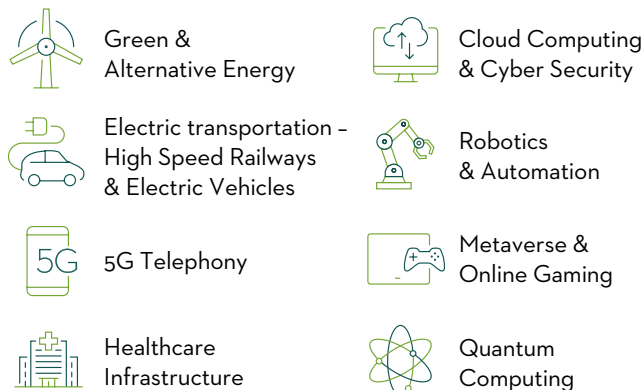 Green &
Alternative Energy
Electric transportation –
High Speed Railways
& Electric Vehicles
5G
5G Telephony
Healthcare
Infrastructure
Cloud Computing
& Cyber Security
Robotics
& Automation
Metaverse &
Online Gaming
Quantum
Computing